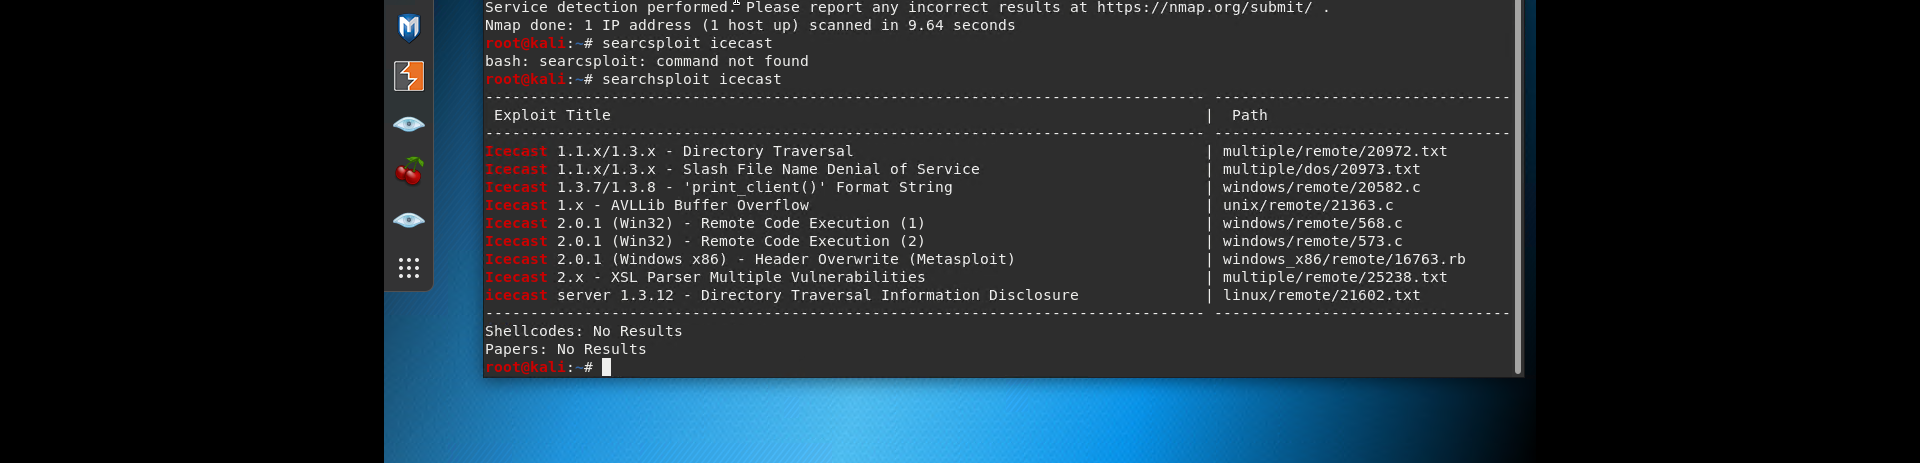 Service detection performed. Please report any incorrect results at https://nmap.org/submit/ .
Nmap done: 1 IP address (1 host up) scanned in 9.64 seconds
root@kali:~# searcsploit icecast
bash: searcsploit: command not found
root@kali:~# searchsploit icecast
-------------------------------------------------------------------------------- ---------------------------------
 Exploit Title                                                                  |  Path
-------------------------------------------------------------------------------- ---------------------------------
Icecast 1.1.x/1.3.x - Directory Traversal                                       | multiple/remote/20972.txt
Icecast 1.1.x/1.3.x - Slash File Name Denial of Service                         | multiple/dos/20973.txt
Icecast 1.3.7/1.3.8 - 'print_client()' Format String                            | windows/remote/20582.c
Icecast 1.x - AVLLib Buffer Overflow                                            | unix/remote/21363.c
Icecast 2.0.1 (Win32) - Remote Code Execution (1)                               | windows/remote/568.c
Icecast 2.0.1 (Win32) - Remote Code Execution (2)                               | windows/remote/573.c
Icecast 2.0.1 (Windows x86) - Header Overwrite (Metasploit)                     | windows_x86/remote/16763.rb
Icecast 2.x - XSL Parser Multiple Vulnerabilities                               | multiple/remote/25238.txt
icecast server 1.3.12 - Directory Traversal Information Disclosure              | linux/remote/21602.txt
-------------------------------------------------------------------------------- ---------------------------------
Shellcodes: No Results
Papers: No Results
root@kali:~#